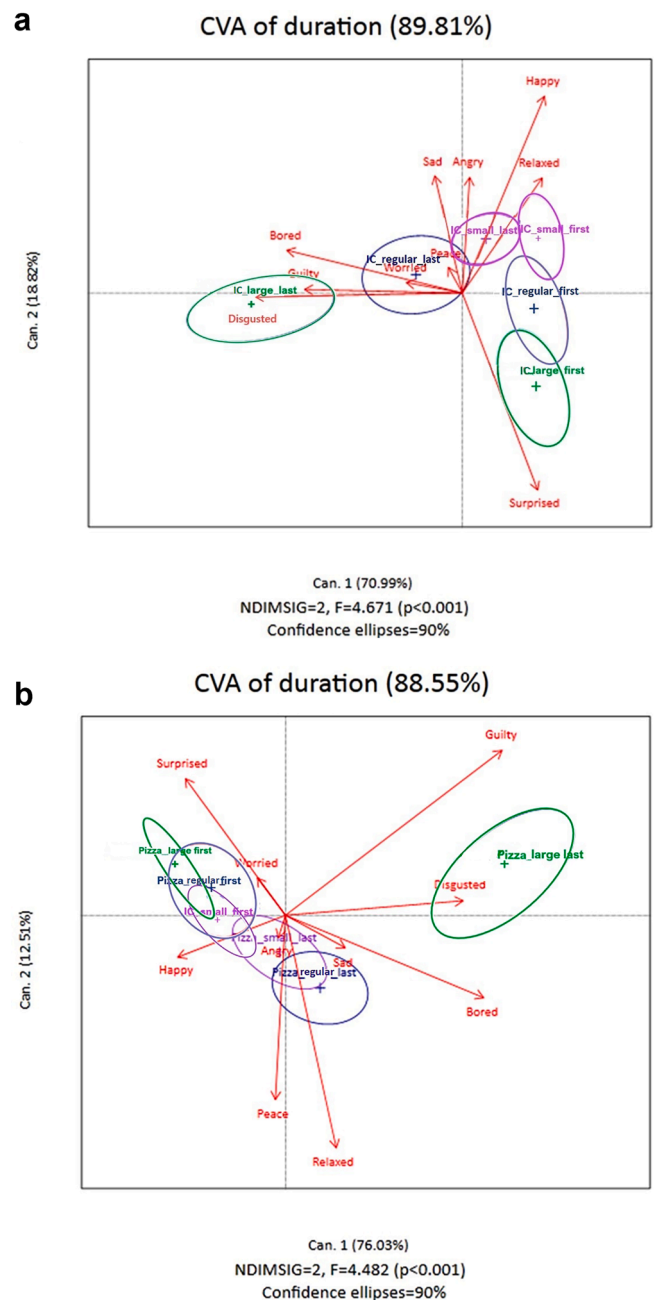 a
CVA of duration (89.81%)
Happy
Sad
Angry
Relaxed
IC_small_last
IC_small_first
Bored
Peace
IC_regular_last
Worried
Guilty
IC_large_last
IC_regular_first
Disgusted
IC_large_first
Surprised
Can. 2 (18.82%)
Can. 1 (70.99%)
NDIMSIG=2, F=4.671 (p<0.001)
Confidence ellipses=90%
b
CVA of duration (88.55%)
Guilty
Surprised
Pizza_large first
Pizza_large last
Worried
Pizza_regular first
Disgusted
IC_small_first
Pizza_small_last
Angry
Sad
Happy
Pizza_regular_last
Bored
Peace
Relaxed
Can. 2 (12.51%)
Can. 1 (76.03%)
NDIMSIG=2, F=4.482 (p<0.001)
Confidence ellipses=90%